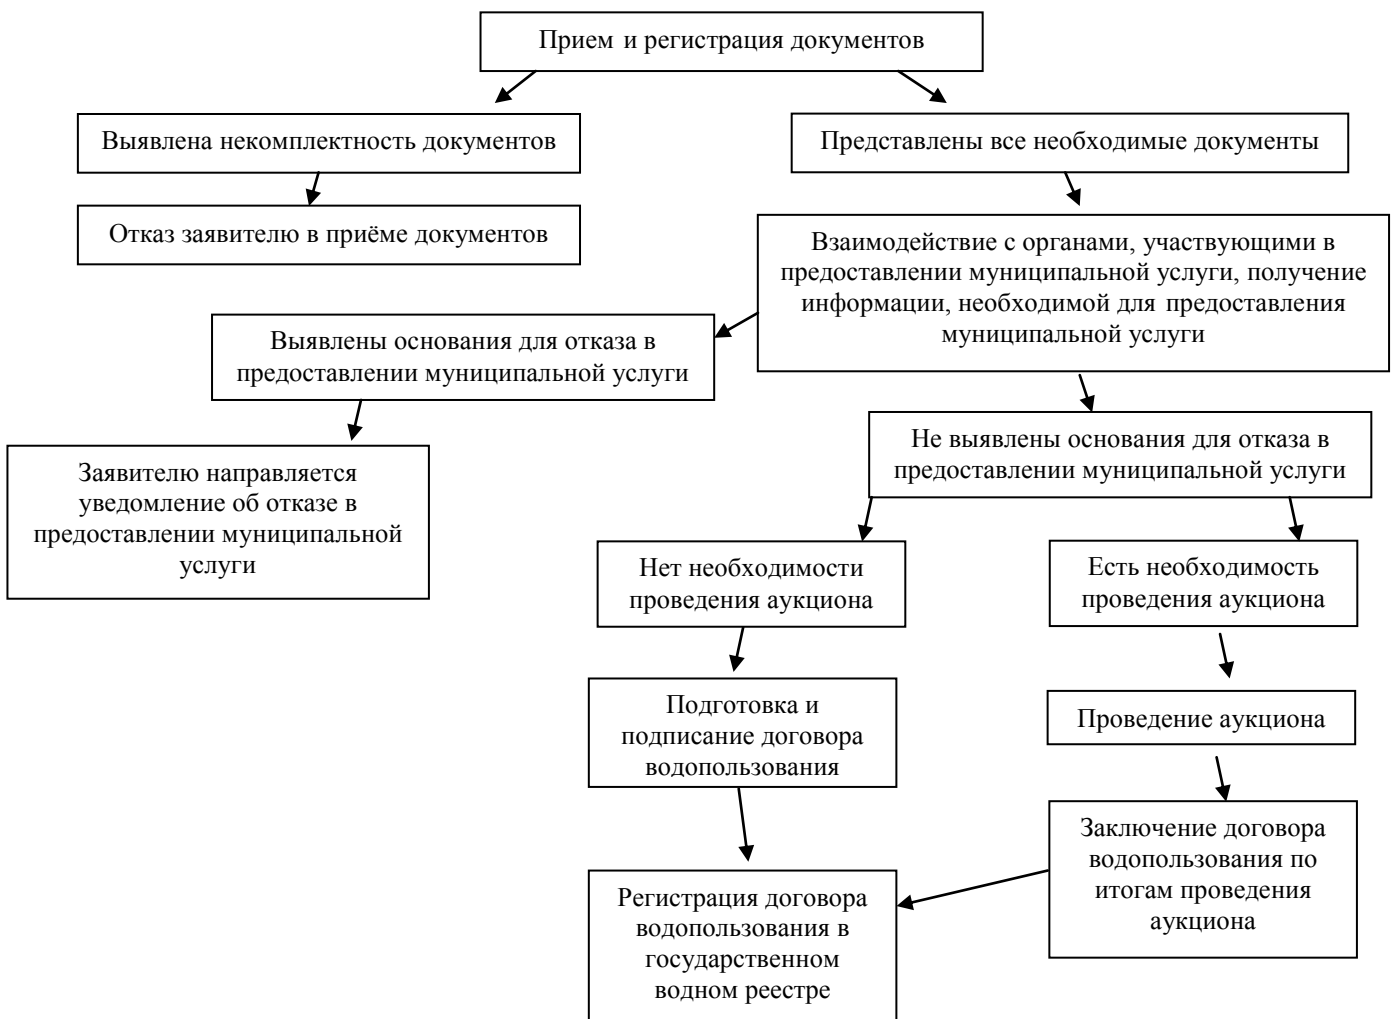 Прием и регистрация документов
Выявлена некомплектность документов
Представлены все необходимые документы
Отказ заявителю в приёме документов
Взаимодействие с органами, участвующими в
предоставлении муниципальной услуги, получение
информации, необходимой для предоставления
муниципальной услуги
Выявлены основания для отказа в
предоставлении муниципальной услуги
Не выявлены основания для отказа в
предоставлении муниципальной услуги
Заявителю направляется
уведомление об отказе в
предоставлении муниципальной
услуги
Нет необходимости
проведения аукциона
Есть необходимость
проведения аукциона
Подготовка и
подписание договора
водопользования
Проведение аукциона
Заключение договора
водопользования по
итогам проведения
аукциона
Регистрация договора
водопользования в
государственном
водном реестре